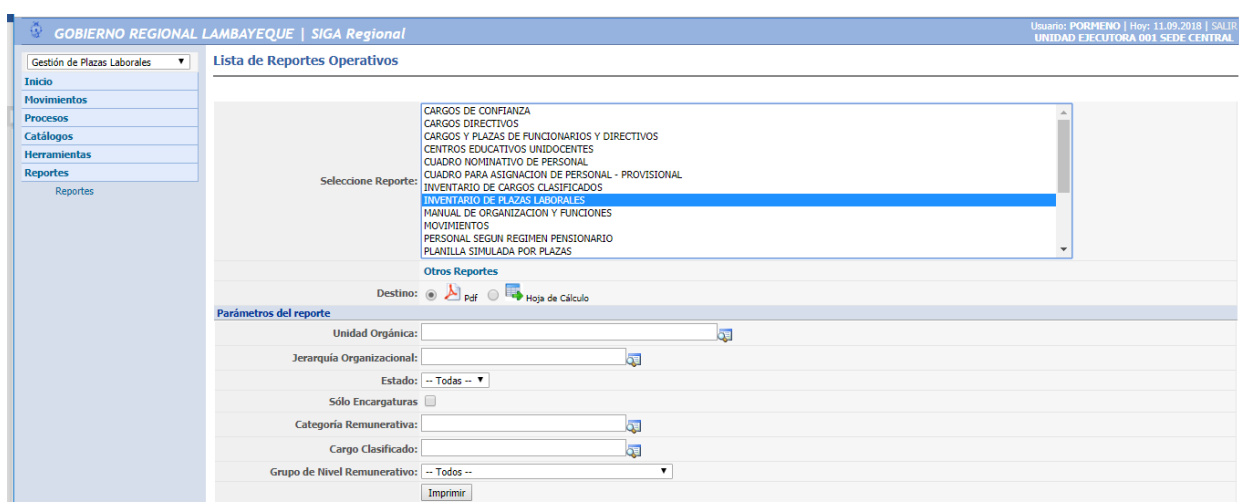 GOBIERNO REGIONAL LAMBAYEQUE | SIGA Regional
Usuario: PORMENO | Hoy: 11.09.2018 | SALIR
UNIDAD EJECUTORA 001 SEDE CENTRAL
Gestión de Plazas Laborales
Inicio
Movimientos
Procesos
Catálogos
Herramientas
Reportes
Reportes
Lista de Reportes Operativos
Seleccione Reporte:
CARGOS DE CONFIANZA
CARGOS DIRECTIVOS
CARGOS Y PLAZAS DE FUNCIONARIOS Y DIRECTIVOS
CENTROS EDUCATIVOS UNIDOCENTES
CUADRO NOMINATIVO DE PERSONAL
CUADRO PARA ASIGNACION DE PERSONAL - PROVISIONAL
INVENTARIO DE CARGOS CLASIFICADOS
INVENTARIO DE PLAZAS LABORALES
MANUAL DE ORGANIZACION Y FUNCIONES
MOVIMIENTOS
PERSONAL SEGUN REGIMEN PENSIONARIO
PLANILLA SIMULADA POR PLAZAS
Otros Reportes
Destino: Pdf Hoja de Cálculo
Parámetros del reporte
Unidad Orgánica:
Jerarquía Organizacional:
Estado: -- Todas --
Sólo Encargaturas
Categoría Remunerativa:
Cargo Clasificado:
Grupo de Nivel Remunerativo: -- Todos --
Imprimir